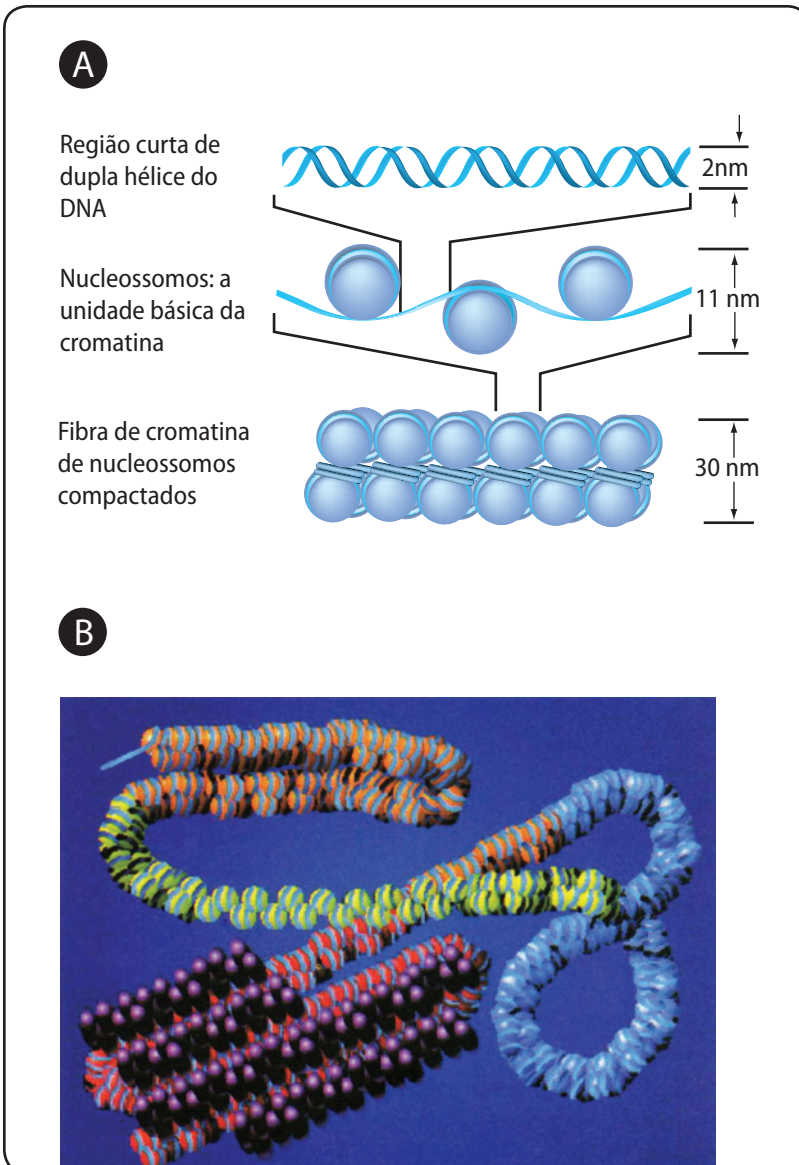 A
Região curta de
dupla hélice do
DNA
2nm
Nucleossomos: a
unidade básica da
cromatina
11 nm
Fibra de cromatina
de nucleossomos
compactados
30 nm
B